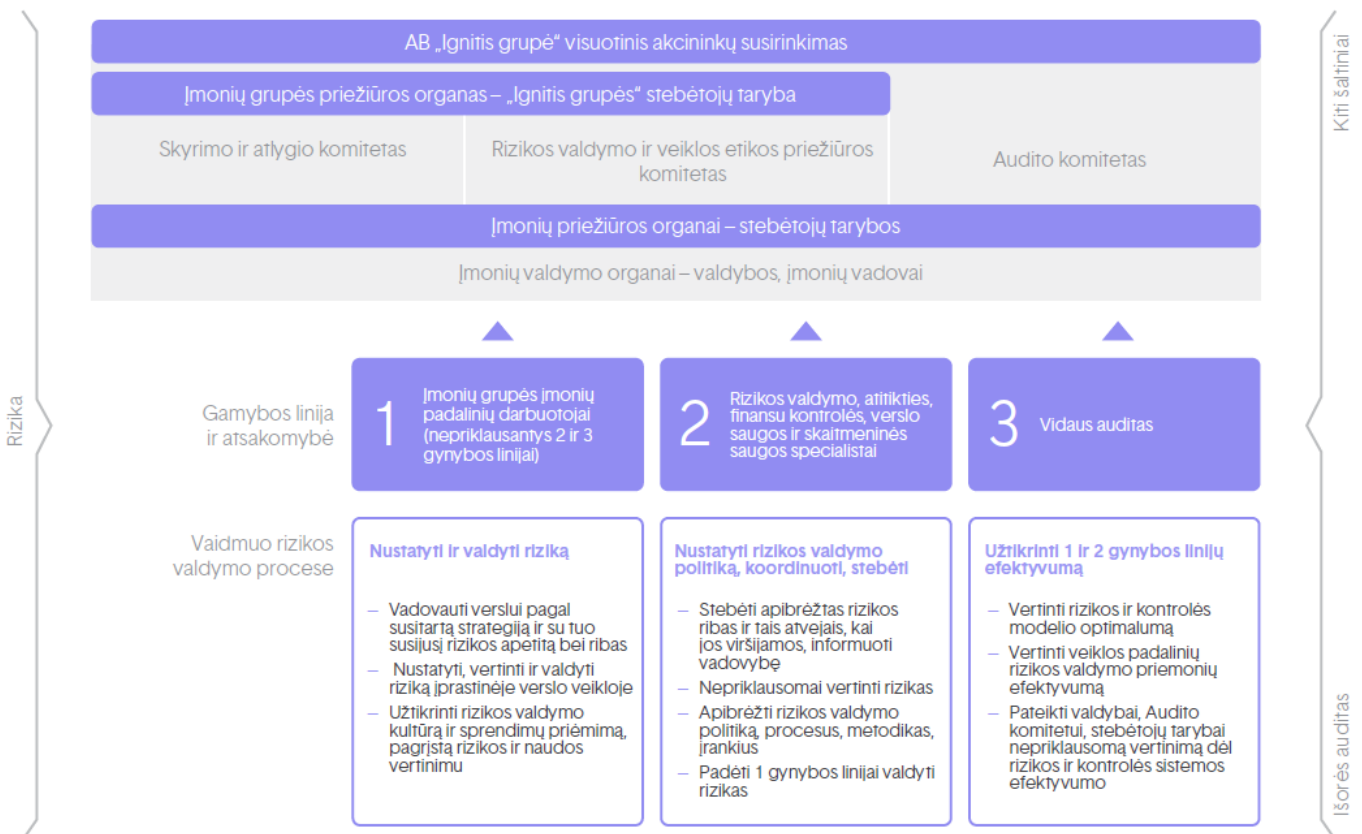 AB „Ignitis grupė“ visuotinis akcininkų susirinkimas
Įmonių grupės priežiūros organas – „Ignitis grupės“ stebėtojų taryba
Skyrimo ir atlygio komitetas
Rizikos valdymo ir veiklos etikos priežiūros
komitetas
Audito komitetas
Įmonių priežiūros organai – stebėtojų tarybos
Įmonių valdymo organai – valdybos, įmonių vadovai
Rizika
Kiti šaltiniai
Išorės auditas
Gamybos linija
ir atsakomybė
1
Įmonių grupės įmonių
padalinių darbuotojai
(nepriklausantys 2 ir 3
gynybos linijai)
2
Rizikos valdymo, atitikties,
finansu kontrolės, verslo
saugos ir skaitmeninės
saugos specialistai
3
Vidaus auditas
Vaidmuo rizikos
valdymo procese
Nustatyti ir valdyti riziką
– Vadovauti verslui pagal
susitartą strategiją ir su tuo
susijusį rizikos apetitą bei ribas
– Nustatyti, vertinti ir valdyti
riziką įprastinėje verslo veikloje
– Užtikrinti rizikos valdymo
kultūrą ir sprendimų priėmimą,
pagrįstą rizikos ir naudos
vertinimu
Nustatyti rizikos valdymo
politiką, koordinuoti, stebėti
– Stebėti apibrėžtas rizikos
ribas ir tais atvejais, kai
jos viršijamos, informuoti
vadovybę
– Nepriklausomai vertinti rizikas
– Apibrėžti rizikos valdymo
politiką, procesus, metodikas,
įrankius
– Padėti 1 gynybos linijai valdyti
rizikas
Užtikrinti 1 ir 2 gynybos linijų
efektyvumą
– Vertinti rizikos ir kontrolės
modelio optimalumą
– Vertinti veiklos padalinių
rizikos valdymo priemonių
efektyvumą
– Pateikti valdybai, Audito
komitetui, stebėtojų tarybai
nepriklausomą vertinimą dėl
rizikos ir kontrolės sistemos
efektyvumo